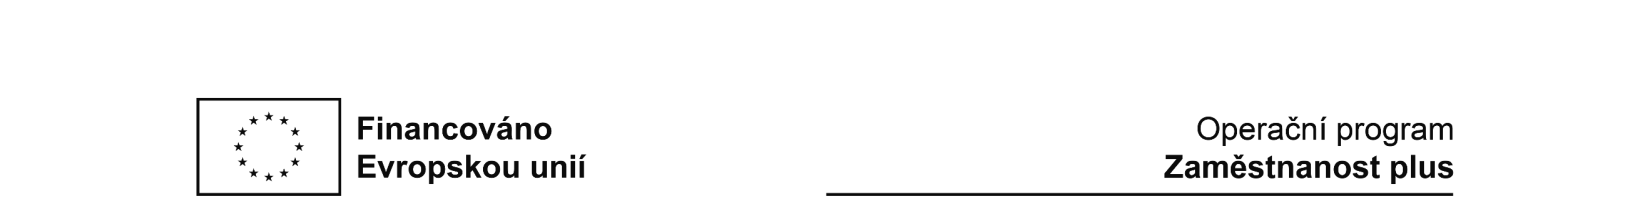 Financováno
Evropskou unií
Operační program
Zaměstnanost plus